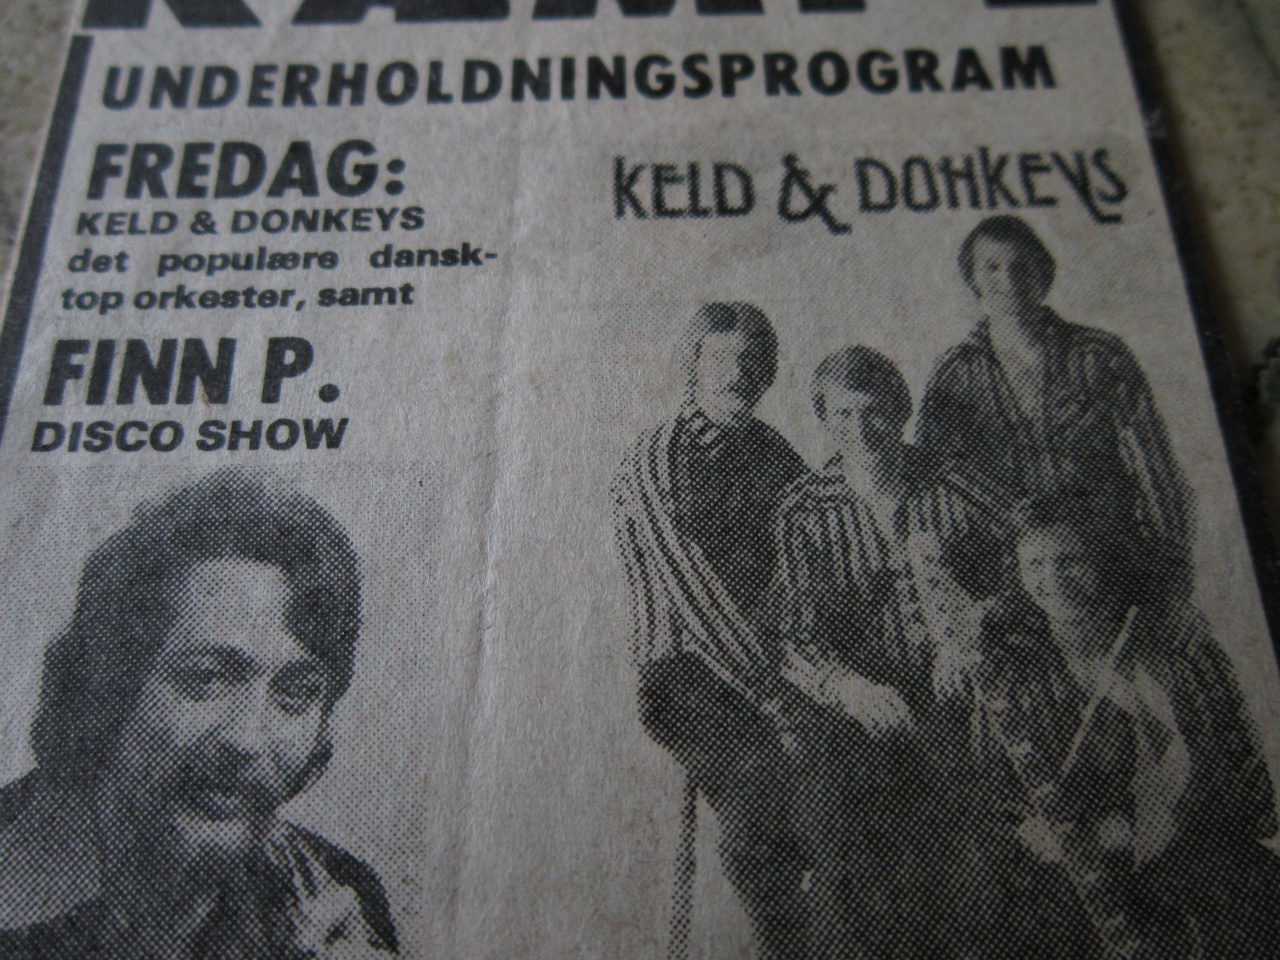 UNDERHOLDNINGSPROGRAM
FREDAG:
KELD & DONKEYS
det populære dansk-
top orkester, samt
FINN P.
DISCO SHOW
KELD & DONKEYS